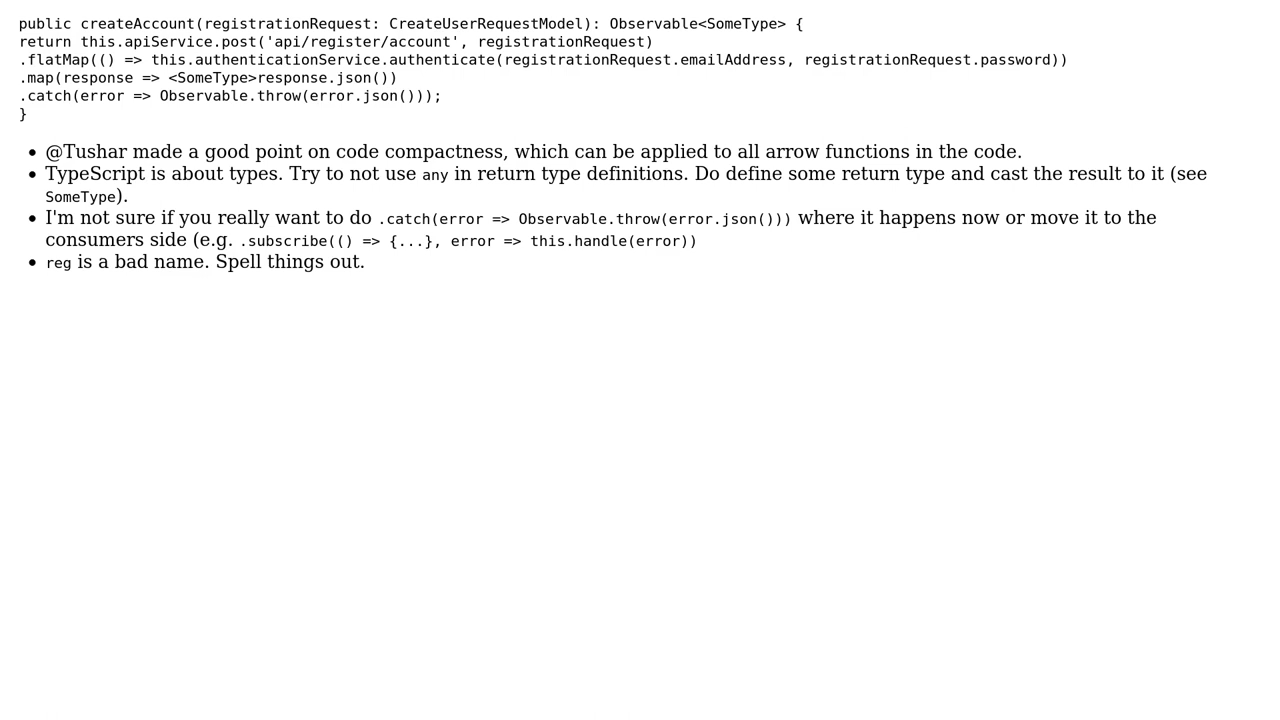 public createAccount(registrationRequest: CreateUserRequestModel): Observable<SomeType> {
return this.apiService.post('api/register/account', registrationRequest)
.flatMap(() => this.authenticationService.authenticate(registrationRequest.emailAddress, registrationRequest.password))
.map(response => <SomeType>response.json())
.catch(error => Observable.throw(error.json()));
}
• @Tushar made a good point on code compactness, which can be applied to all arrow functions in the code.
• TypeScript is about types. Try to not use any in return type definitions. Do define some return type and cast the result to it (see
SomeType).
• I'm not sure if you really want to do .catch(error => Observable.throw(error.json())) where it happens now or move it to the
consumers side (e.g. .subscribe(() => {...}, error => this.handle(error))
• reg is a bad name. Spell things out.